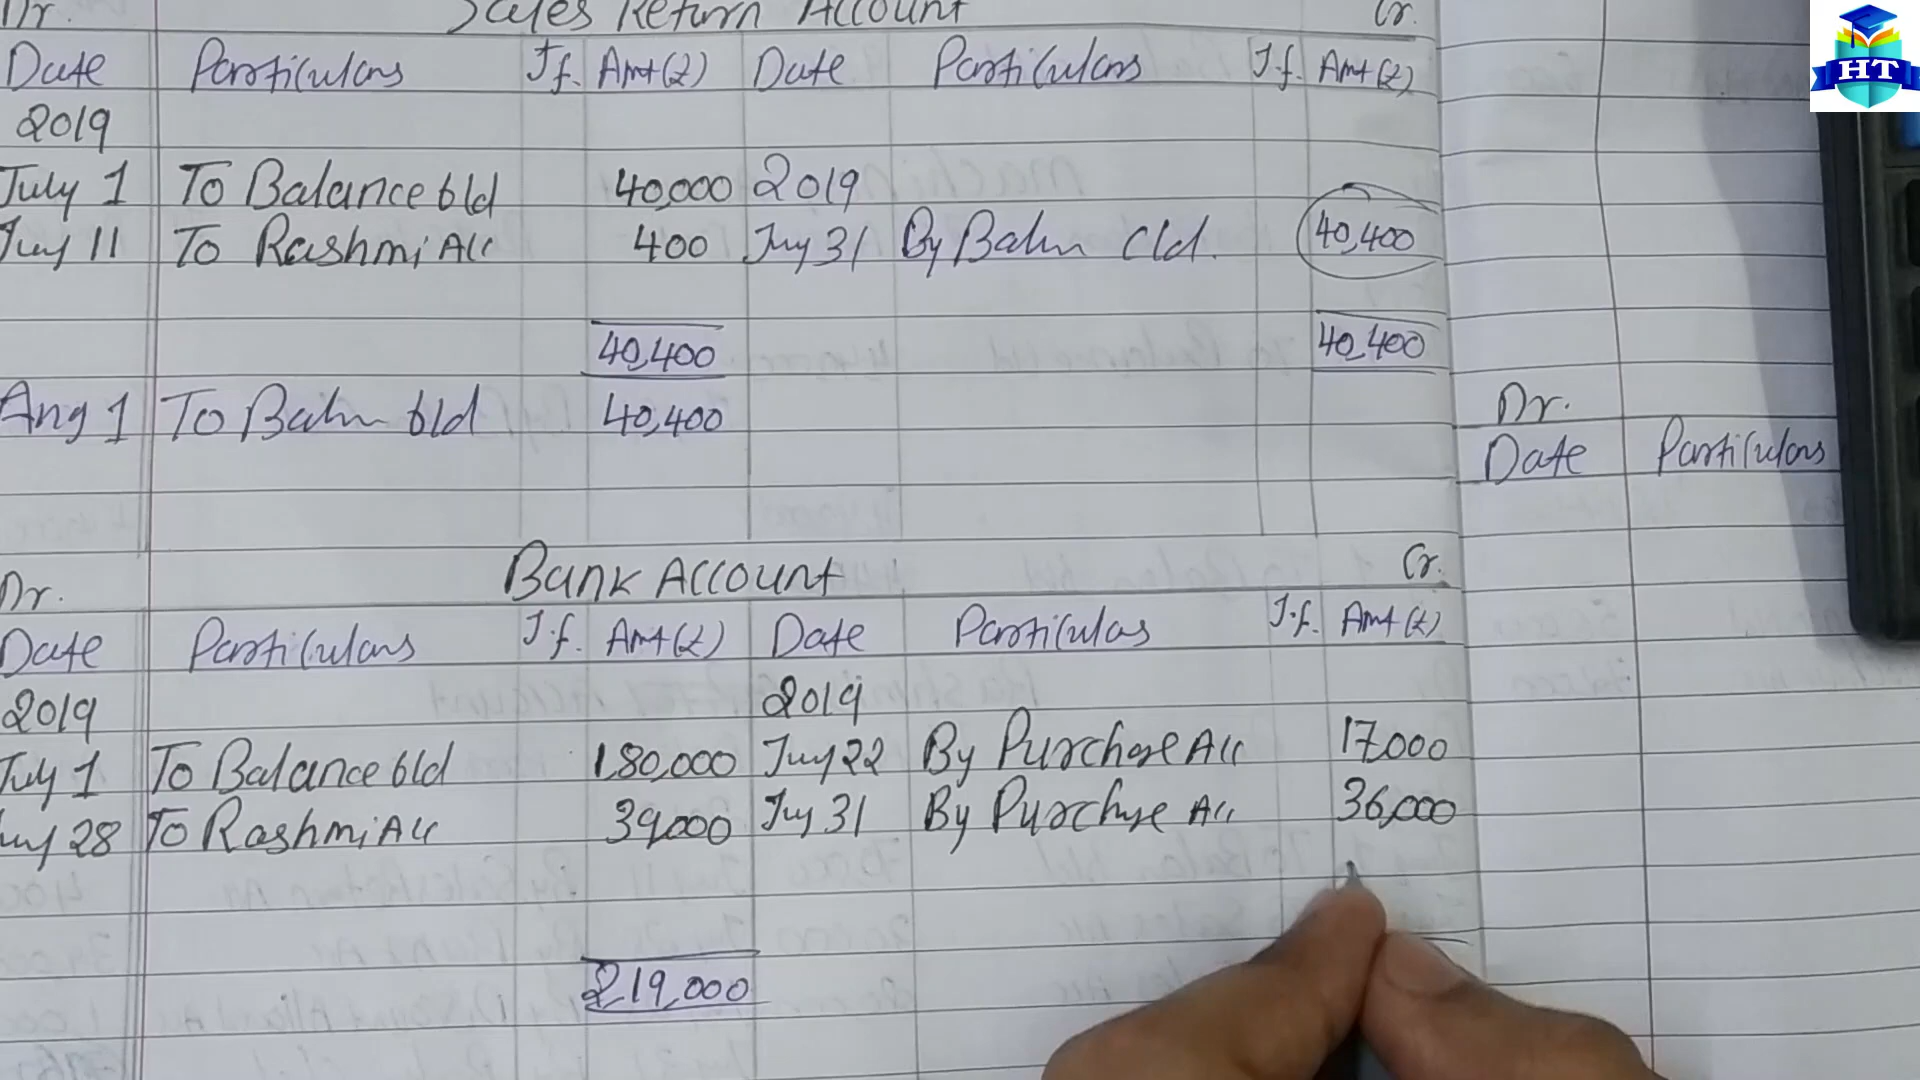 Dr. Sales Return Account Cr.
Date Particulars J.f. Amt(₹) Date Particulars J.f. Amt(₹)
2019
July 1 To Balance b/d 40,000 2019
July 11 To Rashmi A/c 400 July 31 By Balan c/d. 40,400
40,400 40,400
Aug 1 To Balan b/d 40,400
Dr. Bank Account Cr.
Date Particulars J.f. Amt(₹) Date Particulars J.f. Amt(₹)
2019 2019
July 1 To Balance b/d 1,80,000 July 22 By Purchase A/c 17,000
July 28 To Rashmi A/c 39,000 July 31 By Purchase A/c 36,000
2,19,000
Dr.
Date Particulars
HT